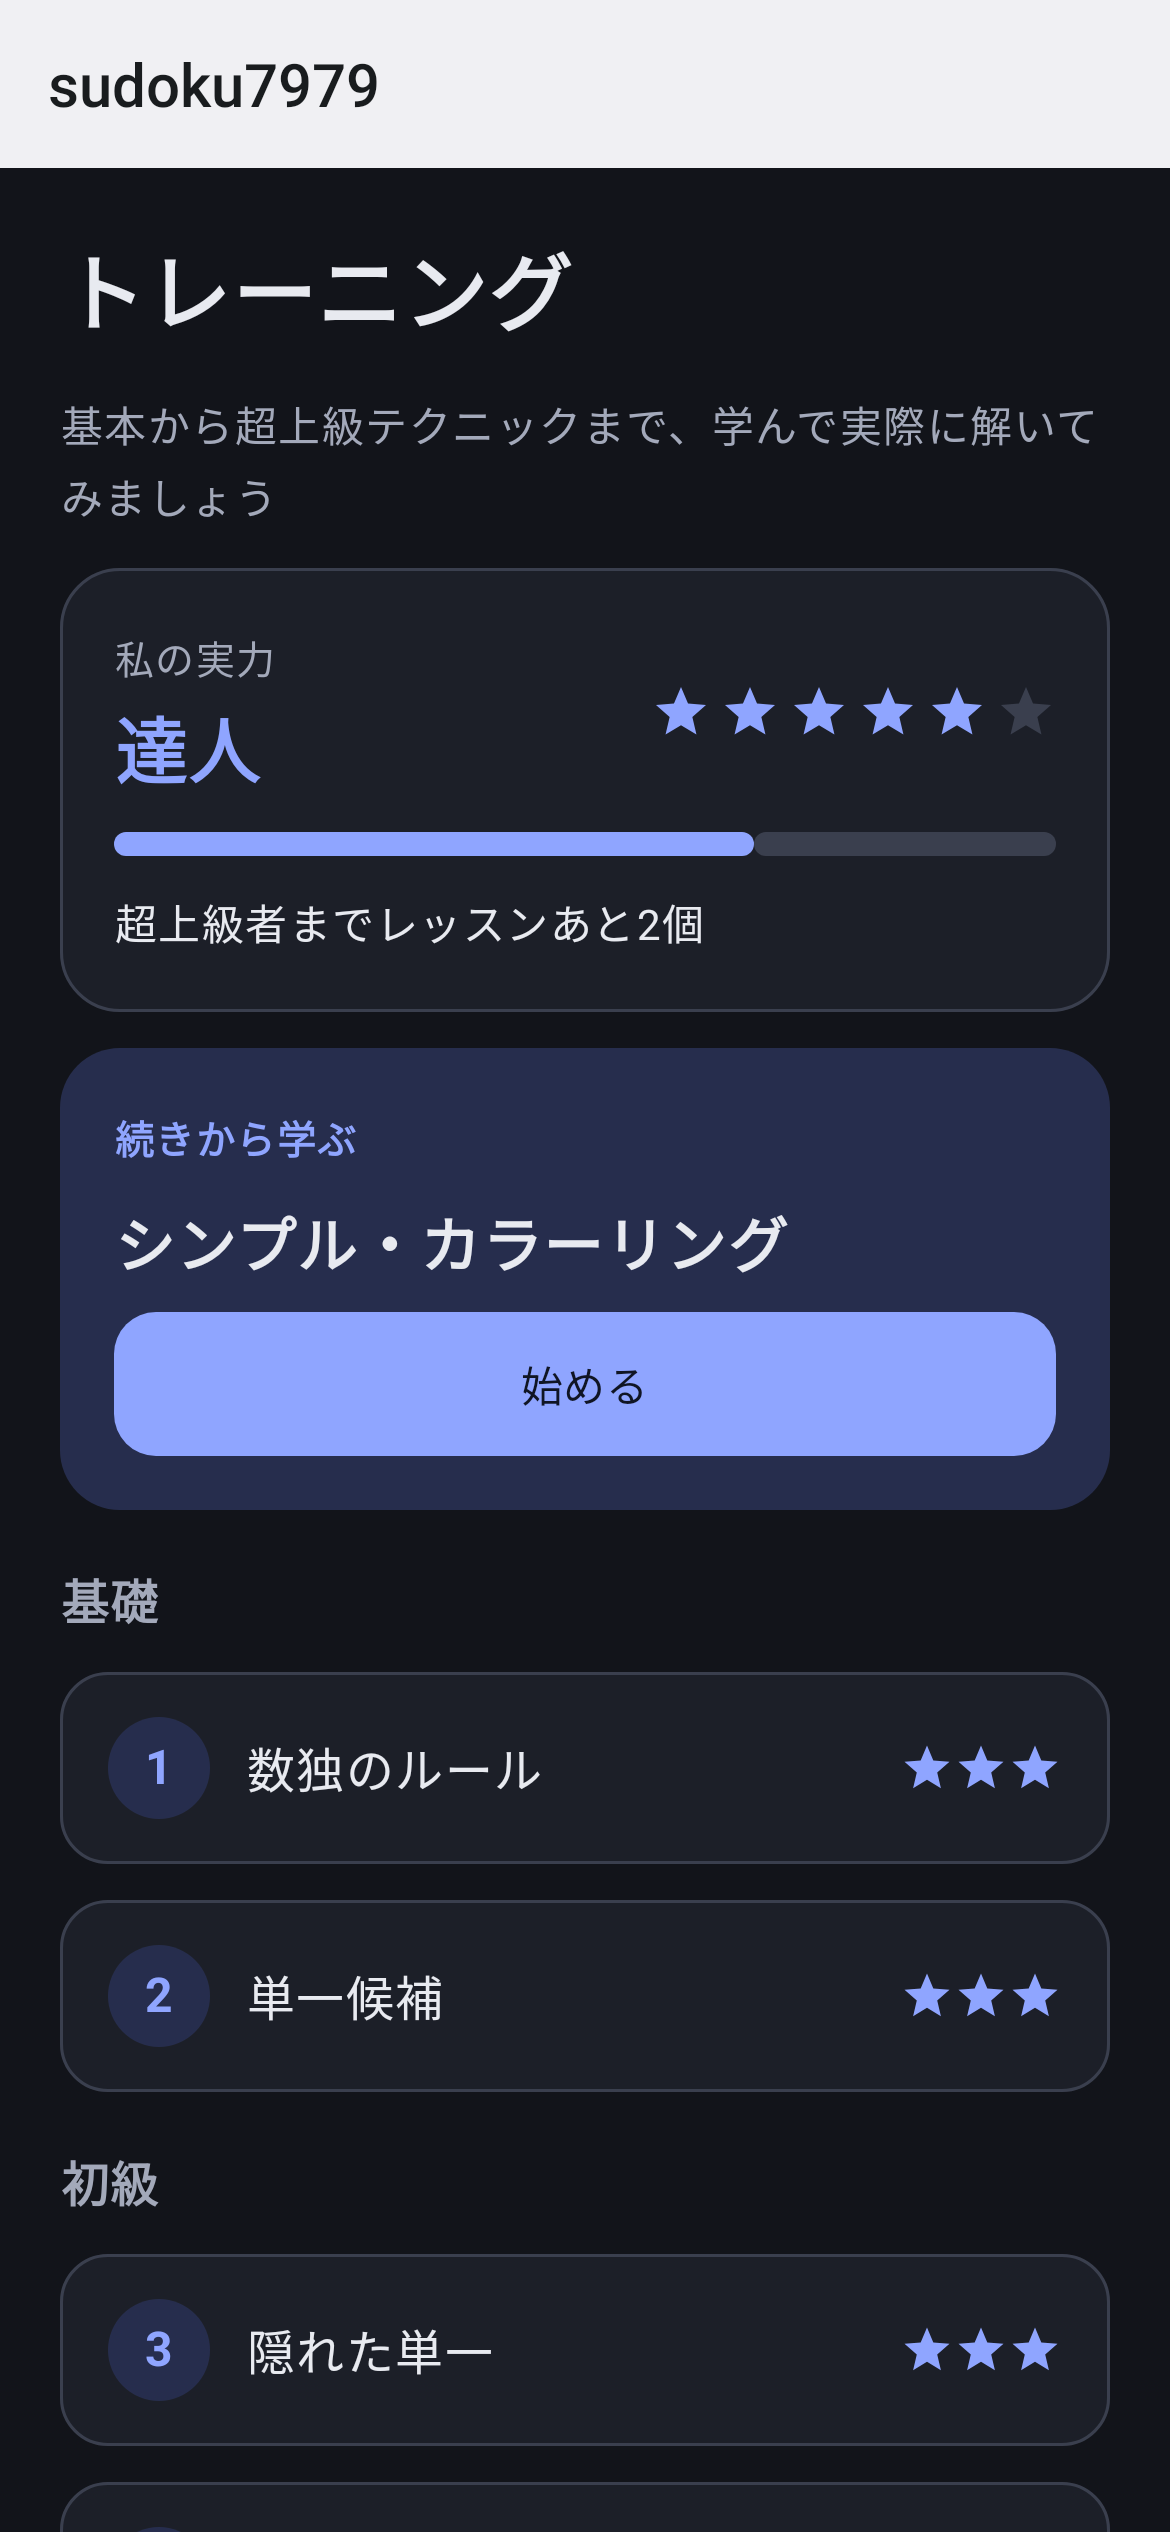 sudoku7979
トレーニング
基本から超上級テクニックまで、学んで実際に解いて
みましょう
私の実力
達人
超上級者までレッスンあと2個
続きから学ぶ
シンプル・カラーリング
始める
基礎
1 数独のルール
2 単一候補
初級
3 隠れた単一